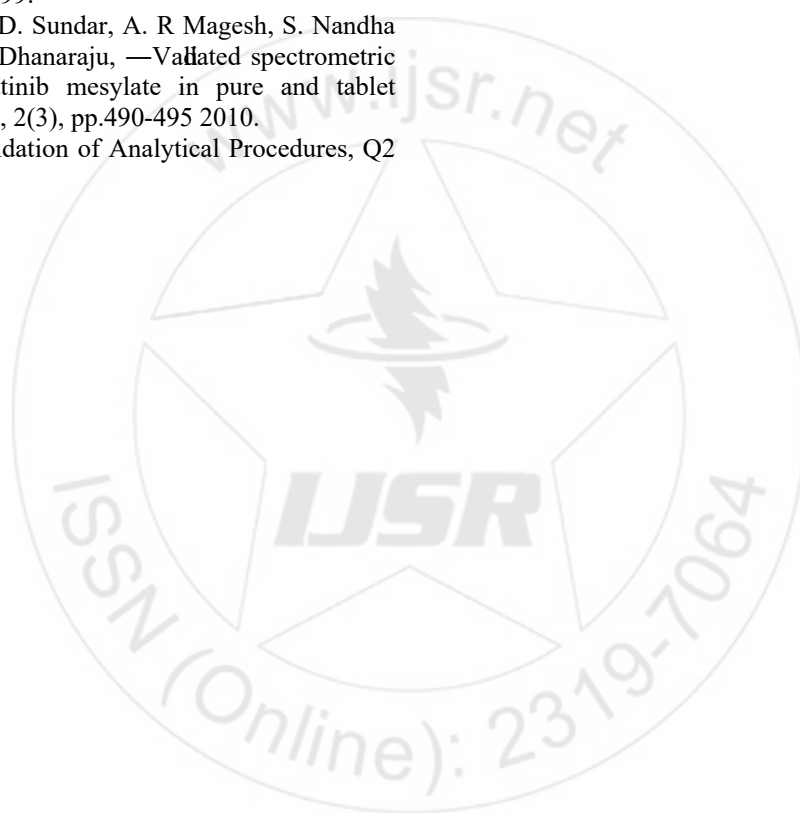 D. Sundar, A. R Magesh, S. Nandha
Dhanaraju, ―Validated spectrometric
tinib mesylate in pure and tablet
, 2(3), pp.490-495 2010.
dation of Analytical Procedures, Q2
www.ijsr.net
IJSR
ISSN (Online): 2319-7064